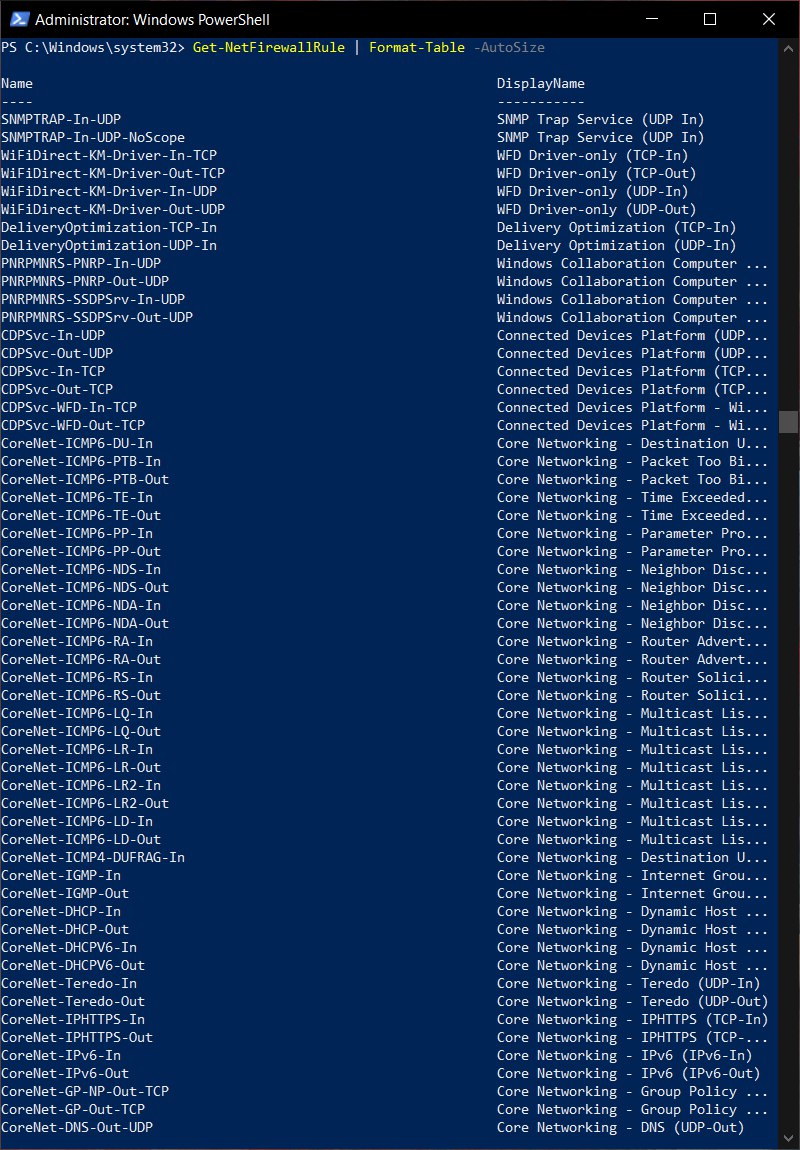 Administrator: Windows PowerShell
PS C:\Windows\system32> Get-NetFirewallRule | Format-Table -AutoSize
Name DisplayName
---- -----------
SNMPTRAP-In-UDP SNMP Trap Service (UDP In)
SNMPTRAP-In-UDP-NoScope SNMP Trap Service (UDP In)
WiFiDirect-KM-Driver-In-TCP WFD Driver-only (TCP-In)
WiFiDirect-KM-Driver-Out-TCP WFD Driver-only (TCP-Out)
WiFiDirect-KM-Driver-In-UDP WFD Driver-only (UDP-In)
WiFiDirect-KM-Driver-Out-UDP WFD Driver-only (UDP-Out)
DeliveryOptimization-TCP-In Delivery Optimization (TCP-In)
DeliveryOptimization-UDP-In Delivery Optimization (UDP-In)
PNRPMNRS-PNRP-In-UDP Windows Collaboration Computer ...
PNRPMNRS-PNRP-Out-UDP Windows Collaboration Computer ...
PNRPMNRS-SSDPSrv-In-UDP Windows Collaboration Computer ...
PNRPMNRS-SSDPSrv-Out-UDP Windows Collaboration Computer ...
CDPSvc-In-UDP Connected Devices Platform (UDP...
CDPSvc-Out-UDP Connected Devices Platform (UDP...
CDPSvc-In-TCP Connected Devices Platform (TCP...
CDPSvc-Out-TCP Connected Devices Platform (TCP...
CDPSvc-WFD-In-TCP Connected Devices Platform - Wi...
CDPSvc-WFD-Out-TCP Connected Devices Platform - Wi...
CoreNet-ICMP6-DU-In Core Networking - Destination U...
CoreNet-ICMP6-PTB-In Core Networking - Packet Too Bi...
CoreNet-ICMP6-PTB-Out Core Networking - Packet Too Bi...
CoreNet-ICMP6-TE-In Core Networking - Time Exceeded...
CoreNet-ICMP6-TE-Out Core Networking - Time Exceeded...
CoreNet-ICMP6-PP-In Core Networking - Parameter Pro...
CoreNet-ICMP6-PP-Out Core Networking - Parameter Pro...
CoreNet-ICMP6-NDS-In Core Networking - Neighbor Disc...
CoreNet-ICMP6-NDS-Out Core Networking - Neighbor Disc...
CoreNet-ICMP6-NDA-In Core Networking - Neighbor Disc...
CoreNet-ICMP6-NDA-Out Core Networking - Neighbor Disc...
CoreNet-ICMP6-RA-In Core Networking - Router Advert...
CoreNet-ICMP6-RA-Out Core Networking - Router Advert...
CoreNet-ICMP6-RS-In Core Networking - Router Solici...
CoreNet-ICMP6-RS-Out Core Networking - Router Solici...
CoreNet-ICMP6-LQ-In Core Networking - Multicast Lis...
CoreNet-ICMP6-LQ-Out Core Networking - Multicast Lis...
CoreNet-ICMP6-LR-In Core Networking - Multicast Lis...
CoreNet-ICMP6-LR-Out Core Networking - Multicast Lis...
CoreNet-ICMP6-LR2-In Core Networking - Multicast Lis...
CoreNet-ICMP6-LR2-Out Core Networking - Multicast Lis...
CoreNet-ICMP6-LD-In Core Networking - Multicast Lis...
CoreNet-ICMP6-LD-Out Core Networking - Multicast Lis...
CoreNet-ICMP4-DUFRAG-In Core Networking - Destination U...
CoreNet-IGMP-In Core Networking - Internet Grou...
CoreNet-IGMP-Out Core Networking - Internet Grou...
CoreNet-DHCP-In Core Networking - Dynamic Host ...
CoreNet-DHCP-Out Core Networking - Dynamic Host ...
CoreNet-DHCPV6-In Core Networking - Dynamic Host ...
CoreNet-DHCPV6-Out Core Networking - Dynamic Host ...
CoreNet-Teredo-In Core Networking - Teredo (UDP-In)
CoreNet-Teredo-Out Core Networking - Teredo (UDP-Out)
CoreNet-IPHTTPS-In Core Networking - IPHTTPS (TCP-In)
CoreNet-IPHTTPS-Out Core Networking - IPHTTPS (TCP-...
CoreNet-IPv6-In Core Networking - IPv6 (IPv6-In)
CoreNet-IPv6-Out Core Networking - IPv6 (IPv6-Out)
CoreNet-GP-NP-Out-TCP Core Networking - Group Policy ...
CoreNet-GP-Out-TCP Core Networking - Group Policy ...
CoreNet-DNS-Out-UDP Core Networking - DNS (UDP-Out)